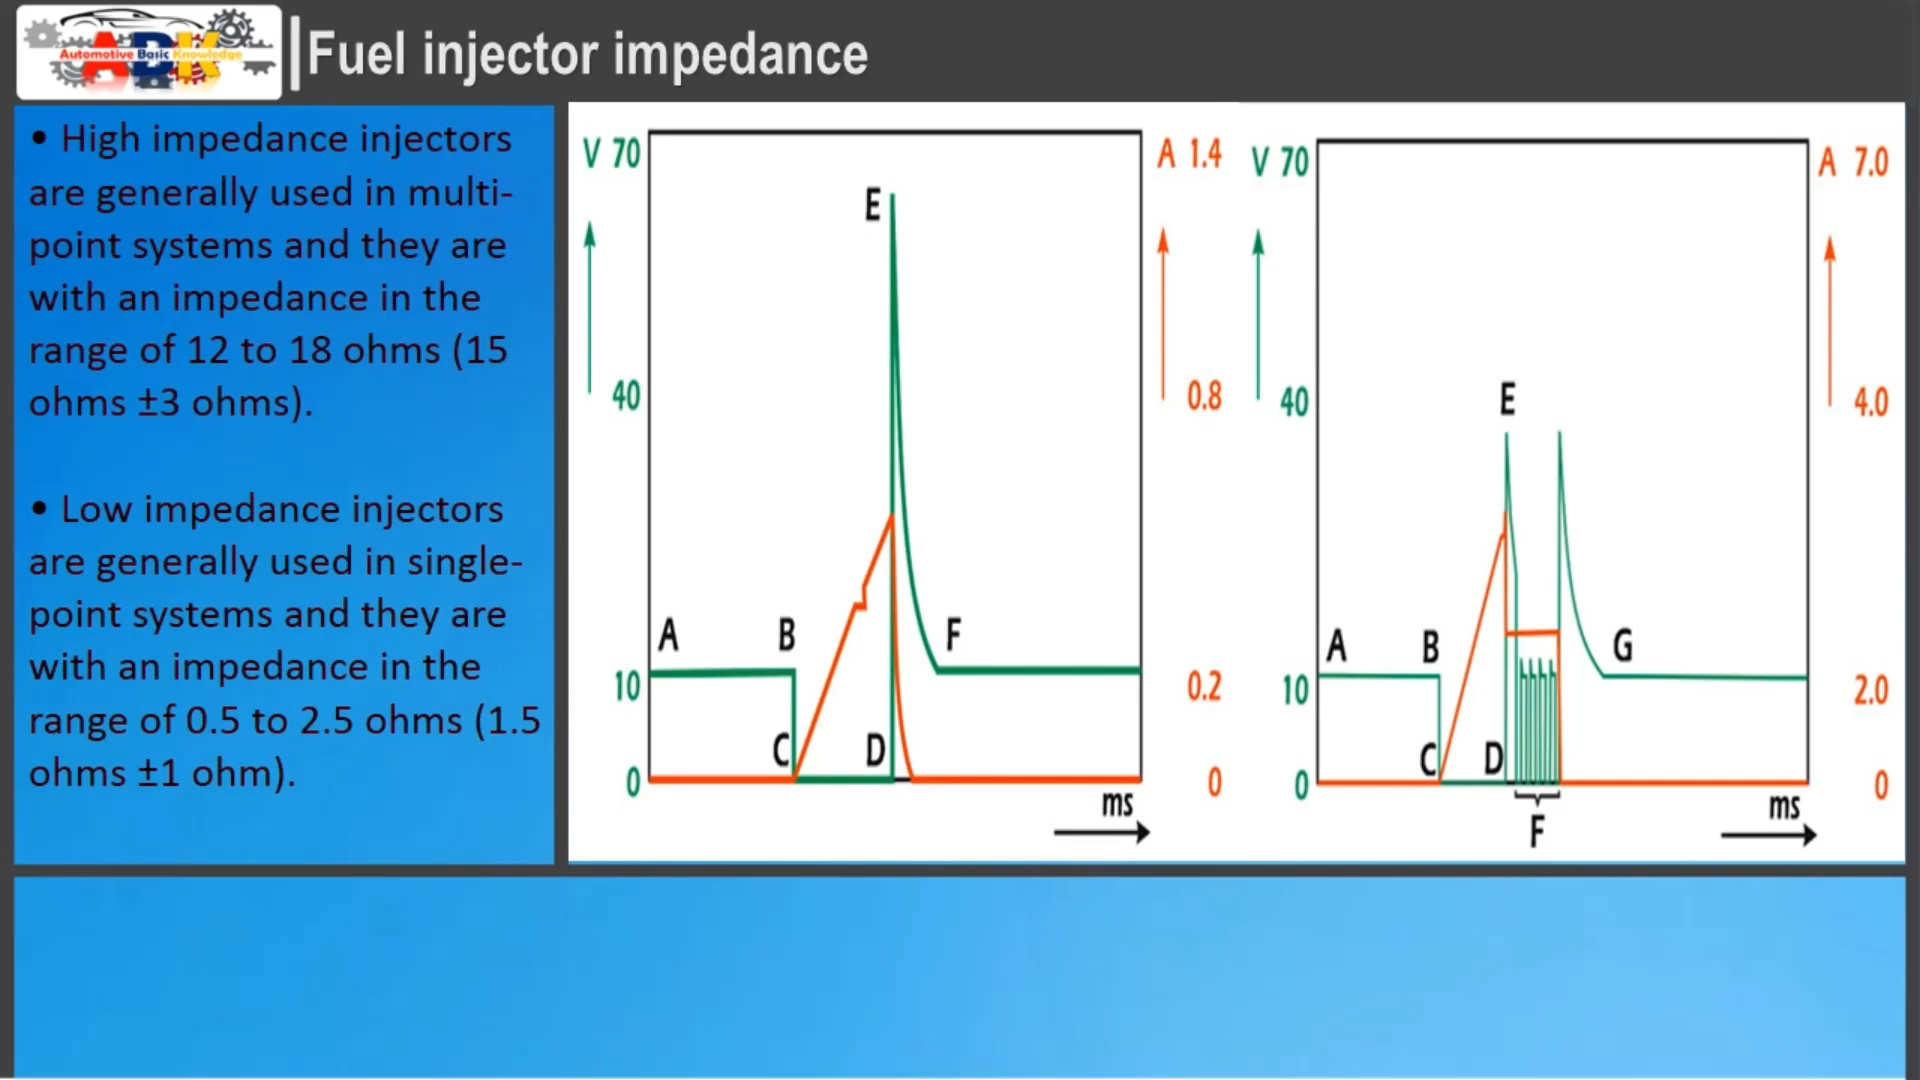 ABK
Automotive Basic Knowledge
Fuel injector impedance
• High impedance injectors
are generally used in multi-
point systems and they are
with an impedance in the
range of 12 to 18 ohms (15
ohms ±3 ohms).
• Low impedance injectors
are generally used in single-
point systems and they are
with an impedance in the
range of 0.5 to 2.5 ohms (1.5
ohms ±1 ohm).
V 70
40
10
0
A
B
C
D
E
F
ms
A 1.4
0.8
0.2
0
V 70
40
10
0
A
B
C
D
E
F
G
ms
A 7.0
4.0
2.0
0